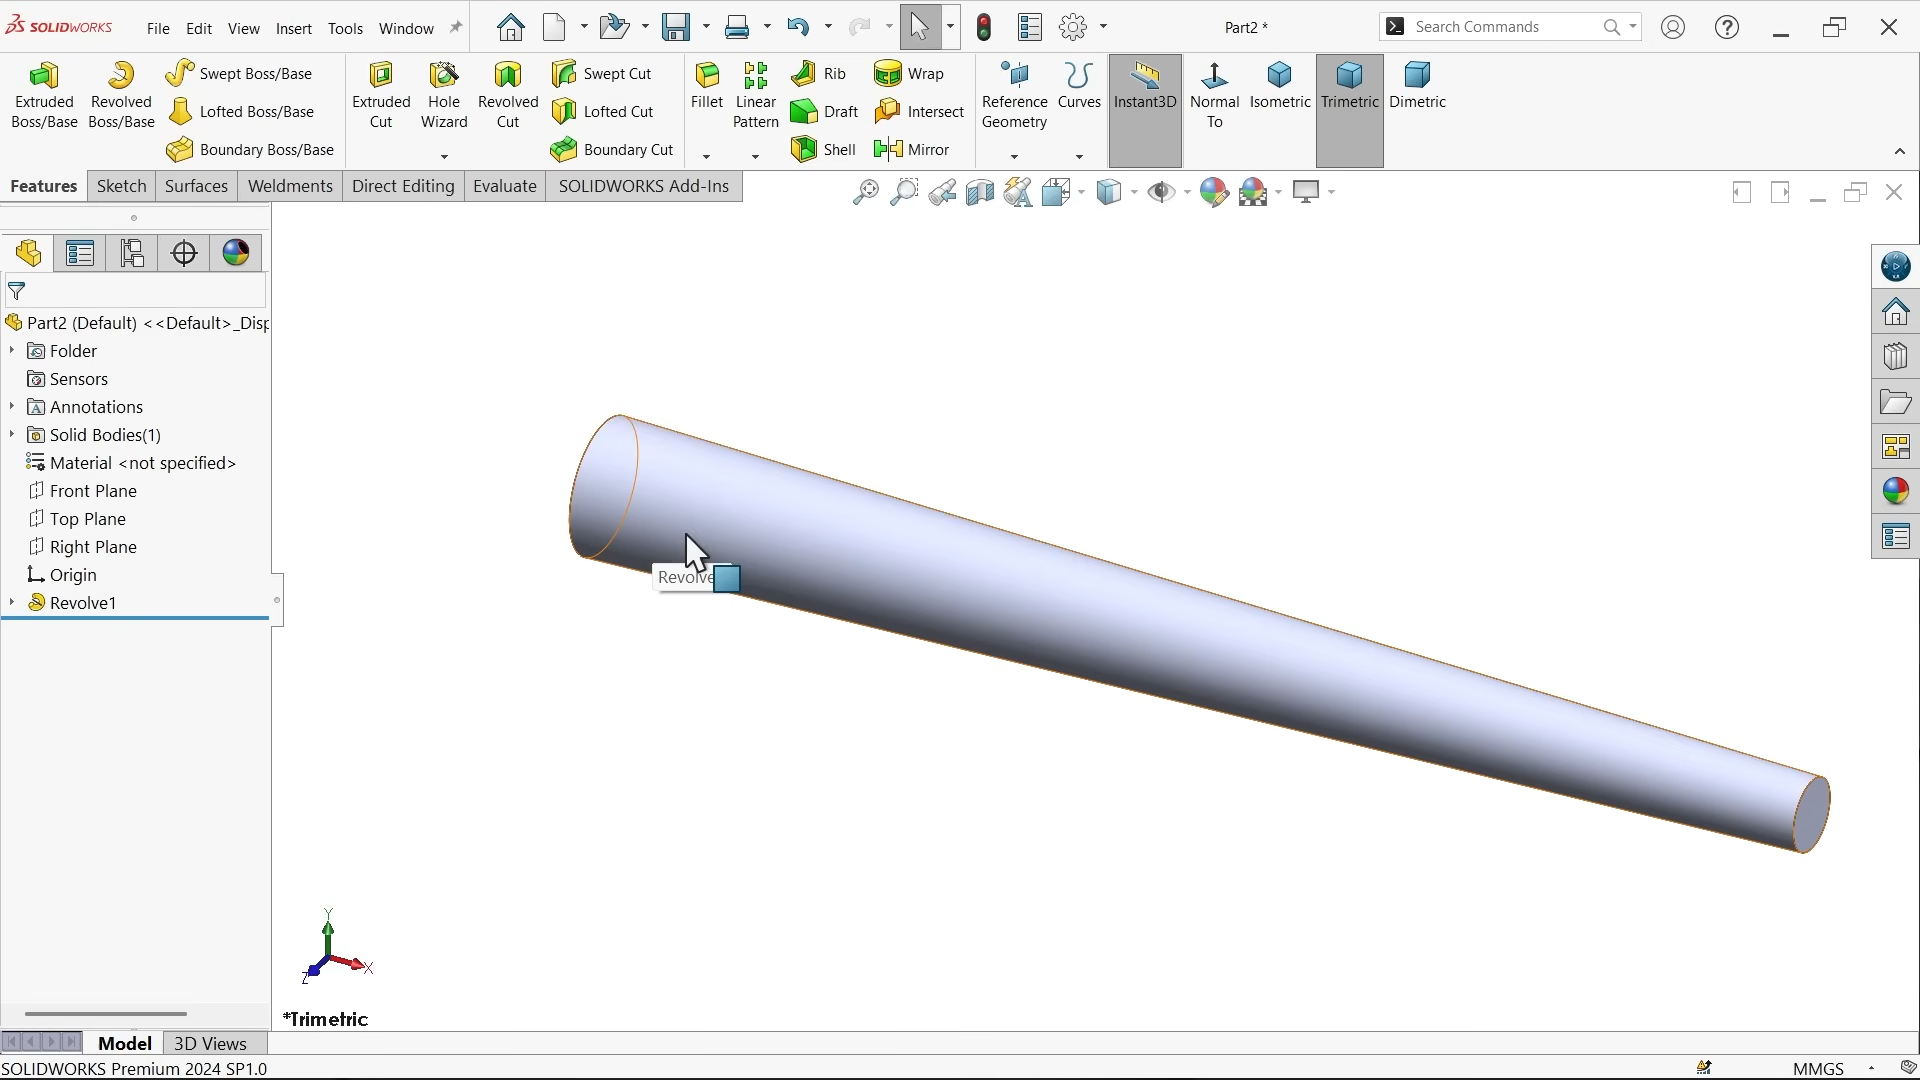 SOLIDWORKS File Edit View Insert Tools Window Part2 * Search Commands
Extruded Boss/Base
Revolved Boss/Base
Swept Boss/Base
Lofted Boss/Base
Boundary Boss/Base
Extruded Cut
Hole Wizard
Revolved Cut
Swept Cut
Lofted Cut
Boundary Cut
Fillet
Linear Pattern
Rib
Draft
Shell
Wrap
Intersect
Mirror
Reference Geometry
Curves
Instant3D
Normal To
Isometric
Trimetric
Dimetric
Features Sketch Surfaces Weldments Direct Editing Evaluate SOLIDWORKS Add-Ins
Part2 (Default) <<Default>_Disp
Folder
Sensors
Annotations
Solid Bodies(1)
Material <not specified>
Front Plane
Top Plane
Right Plane
Origin
Revolve1
Revolve
Y
X
Z
*Trimetric
Model 3D Views
SOLIDWORKS Premium 2024 SP1.0 MMGS